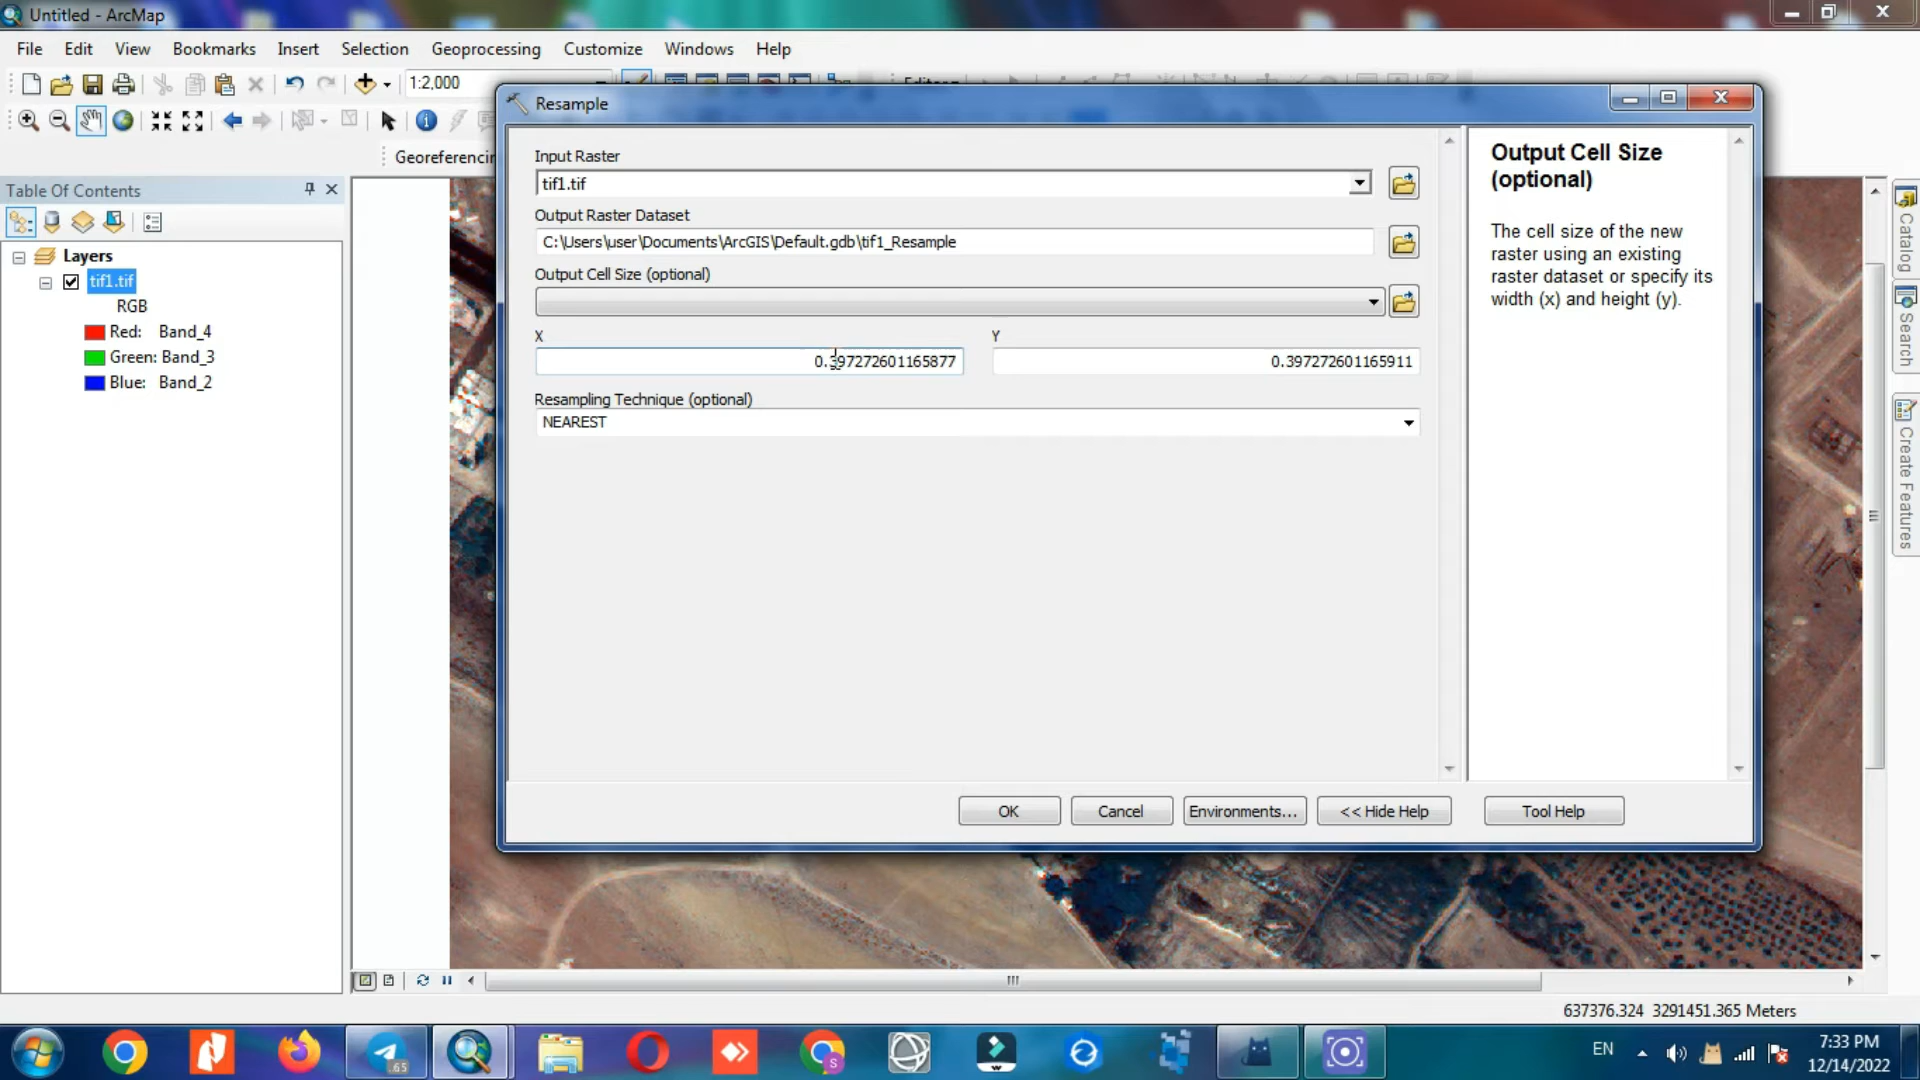 Untitled - ArcMap
File Edit View Bookmarks Insert Selection Geoprocessing Customize Windows Help
1:2,000
Georeferencin
Table Of Contents
Layers
tif1.tif
RGB
Red: Band_4
Green: Band_3
Blue: Band_2
Resample
Input Raster
tif1.tif
Output Raster Dataset
C:\Users\user\Documents\ArcGIS\Default.gdb\tif1_Resample
Output Cell Size (optional)
X Y
0.397272601165877 0.397272601165911
Resampling Technique (optional)
NEAREST
OK Cancel Environments... << Hide Help Tool Help
Output Cell Size
(optional)
The cell size of the new
raster using an existing
raster dataset or specify its
width (x) and height (y).
Catalog
Search
Create Features
637376.324 3291451.365 Meters
.65
S
EN
7:33 PM
12/14/2022